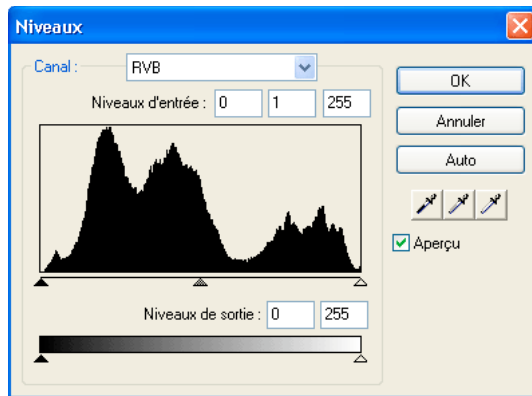 Niveaux
Canal : RVB
Niveaux d'entrée : 0 1 255
Niveaux de sortie : 0 255
OK
Annuler
Auto
Aperçu